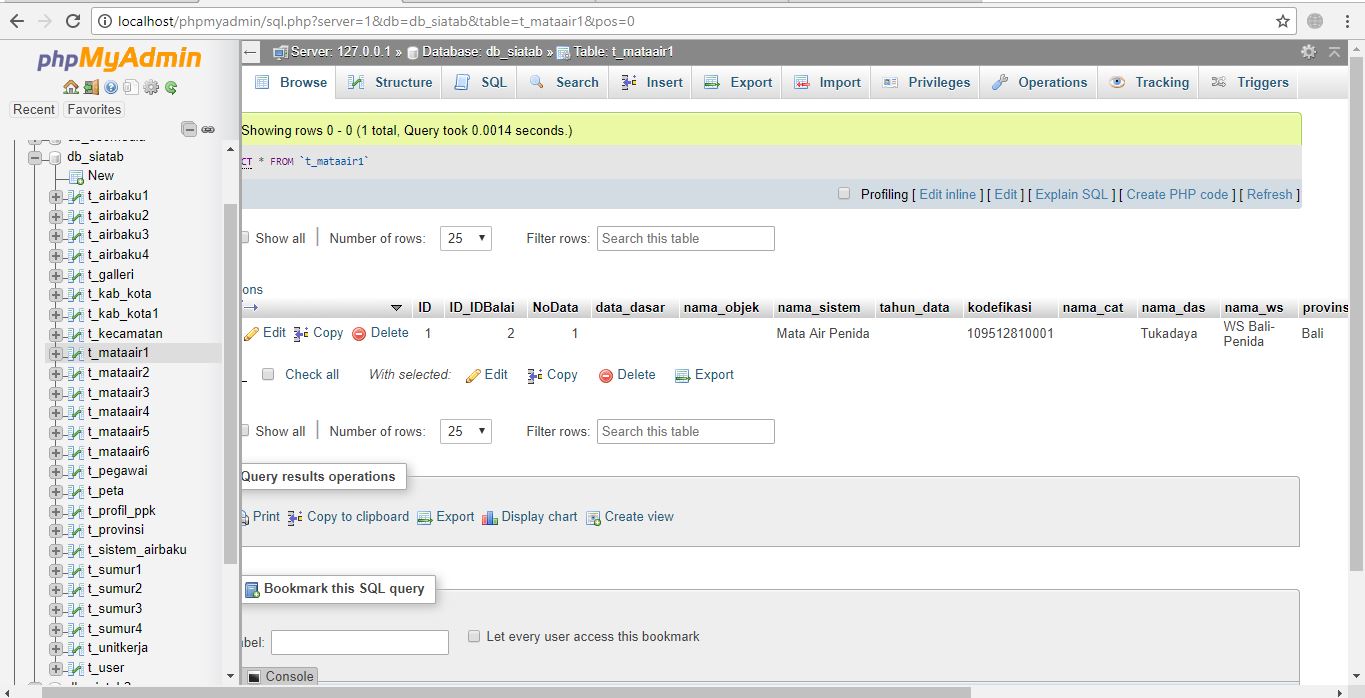 localhost/phpmyadmin/sql.php?server=1&db=db_siatab&table=t_mataair1&pos=0
phpMyAdmin
Recent Favorites
db_siatab
New
t_airbaku1
t_airbaku2
t_airbaku3
t_airbaku4
t_galleri
t_kab_kota
t_kab_kota1
t_kecamatan
t_mataair1
t_mataair2
t_mataair3
t_mataair4
t_mataair5
t_mataair6
t_pegawai
t_peta
t_profil_ppk
t_provinsi
t_sistem_airbaku
t_sumur1
t_sumur2
t_sumur3
t_sumur4
t_unitkerja
t_user
Server: 127.0.0.1 » Database: db_siatab » Table: t_mataair1
Browse Structure SQL Search Insert Export Import Privileges Operations Tracking Triggers
Showing rows 0 - 0 (1 total, Query took 0.0014 seconds.)
CT * FROM `t_mataair1`
Profiling [ Edit inline ] [ Edit ] [ Explain SQL ] [ Create PHP code ] [ Refresh ]
Show all | Number of rows: 25 Filter rows: Search this table
ons
ID ID_IDBalai NoData data_dasar nama_objek nama_sistem tahun_data kodefikasi nama_cat nama_das nama_ws provins
Edit Copy Delete 1 2 1 Mata Air Penida 109512810001 Tukadaya WS Bali-
Penida Bali
Check all With selected: Edit Copy Delete Export
Show all | Number of rows: 25 Filter rows: Search this table
Query results operations
Print Copy to clipboard Export Display chart Create view
Bookmark this SQL query
abel: Let every user access this bookmark
Console